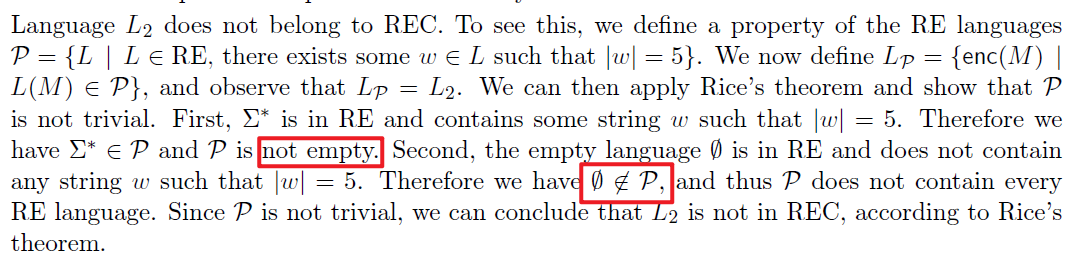 Language L₂ does not belong to REC. To see this, we define a property of the RE languages
𝒫 = {L | L ∈ RE, there exists some w ∈ L such that |w| = 5}. We now define L_𝒫 = {enc(M) |
L(M) ∈ 𝒫}, and observe that L_𝒫 = L₂. We can then apply Rice's theorem and show that 𝒫
is not trivial. First, Σ* is in RE and contains some string w such that |w| = 5. Therefore we
have Σ* ∈ 𝒫 and 𝒫 is not empty. Second, the empty language ∅ is in RE and does not contain
any string w such that |w| = 5. Therefore we have ∅ ∉ 𝒫, and thus 𝒫 does not contain every
RE language. Since 𝒫 is not trivial, we can conclude that L₂ is not in REC, according to Rice's
theorem.